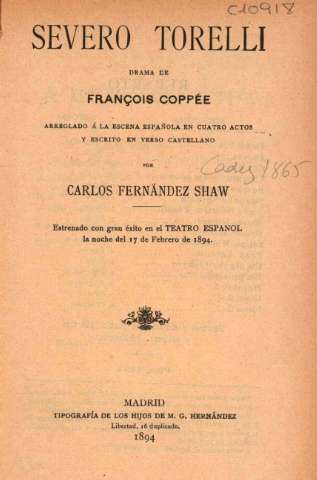 C10918
SEVERO TORELLI
DRAMA DE
FRANÇOIS COPPÉE
ARREGLADO Á LA ESCENA ESPAÑOLA EN CUATRO ACTOS
Y ESCRITO EN VERSO CASTELLANO
POR
Cadiz 1865
CARLOS FERNÁNDEZ SHAW
Estrenado con gran éxito en el TEATRO ESPAÑOL
la noche del 17 de Febrero de 1894.
MADRID
TIPOGRAFÍA DE LOS HIJOS DE M. G. HERNÁNDEZ
Libertad, 16 duplicado.
1894